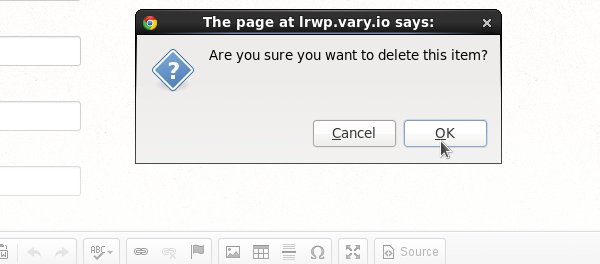 The page at lrwp.vary.io says:
Are you sure you want to delete this item?
Cancel
OK
ABC
Ω
Source